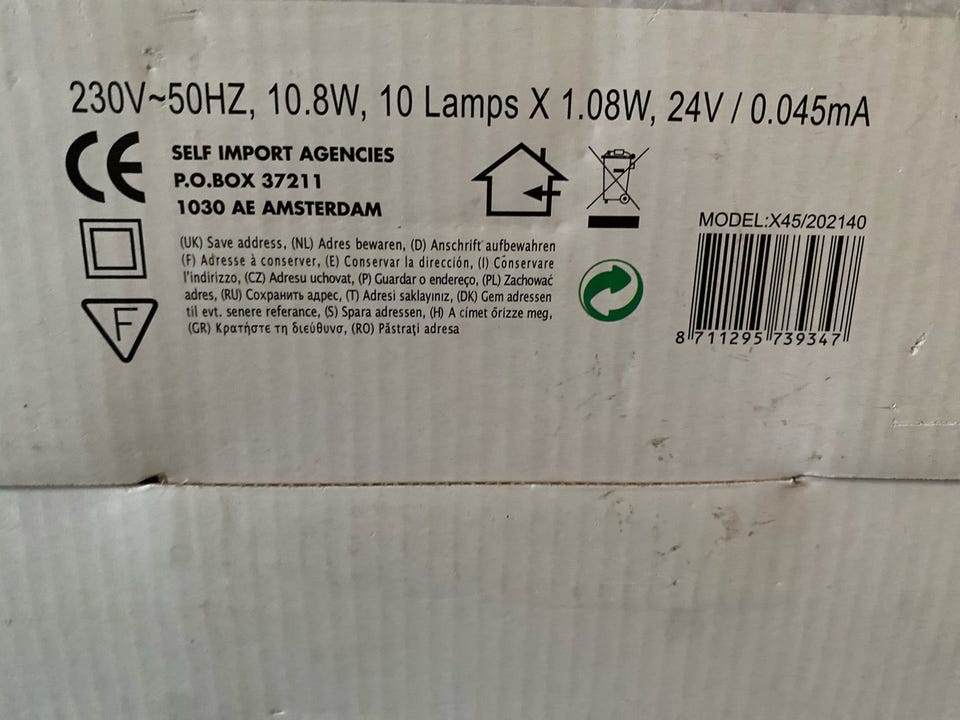 230V~50HZ, 10.8W, 10 Lamps X 1.08W, 24V / 0.045mA
CE
SELF IMPORT AGENCIES
P.O.BOX 37211
1030 AE AMSTERDAM
F
(UK) Save address, (NL) Adres bewaren, (D) Anschrift aufbewahren
(F) Adresse à conserver, (E) Conservar la dirección, (I) Conservare
l'indirizzo, (CZ) Adresu uchovat, (P) Guardar o endereço, (PL) Zachować
adres, (RU) Сохранить адрес, (T) Adresi saklayınız, (DK) Gem adressen
til evt. senere referance, (S) Spara adressen, (H) A címet őrizze meg,
(GR) Κρατήστε τη διεύθυνσ, (RO) Păstraţi adresa
MODEL:X45/202140
8 711295 739347